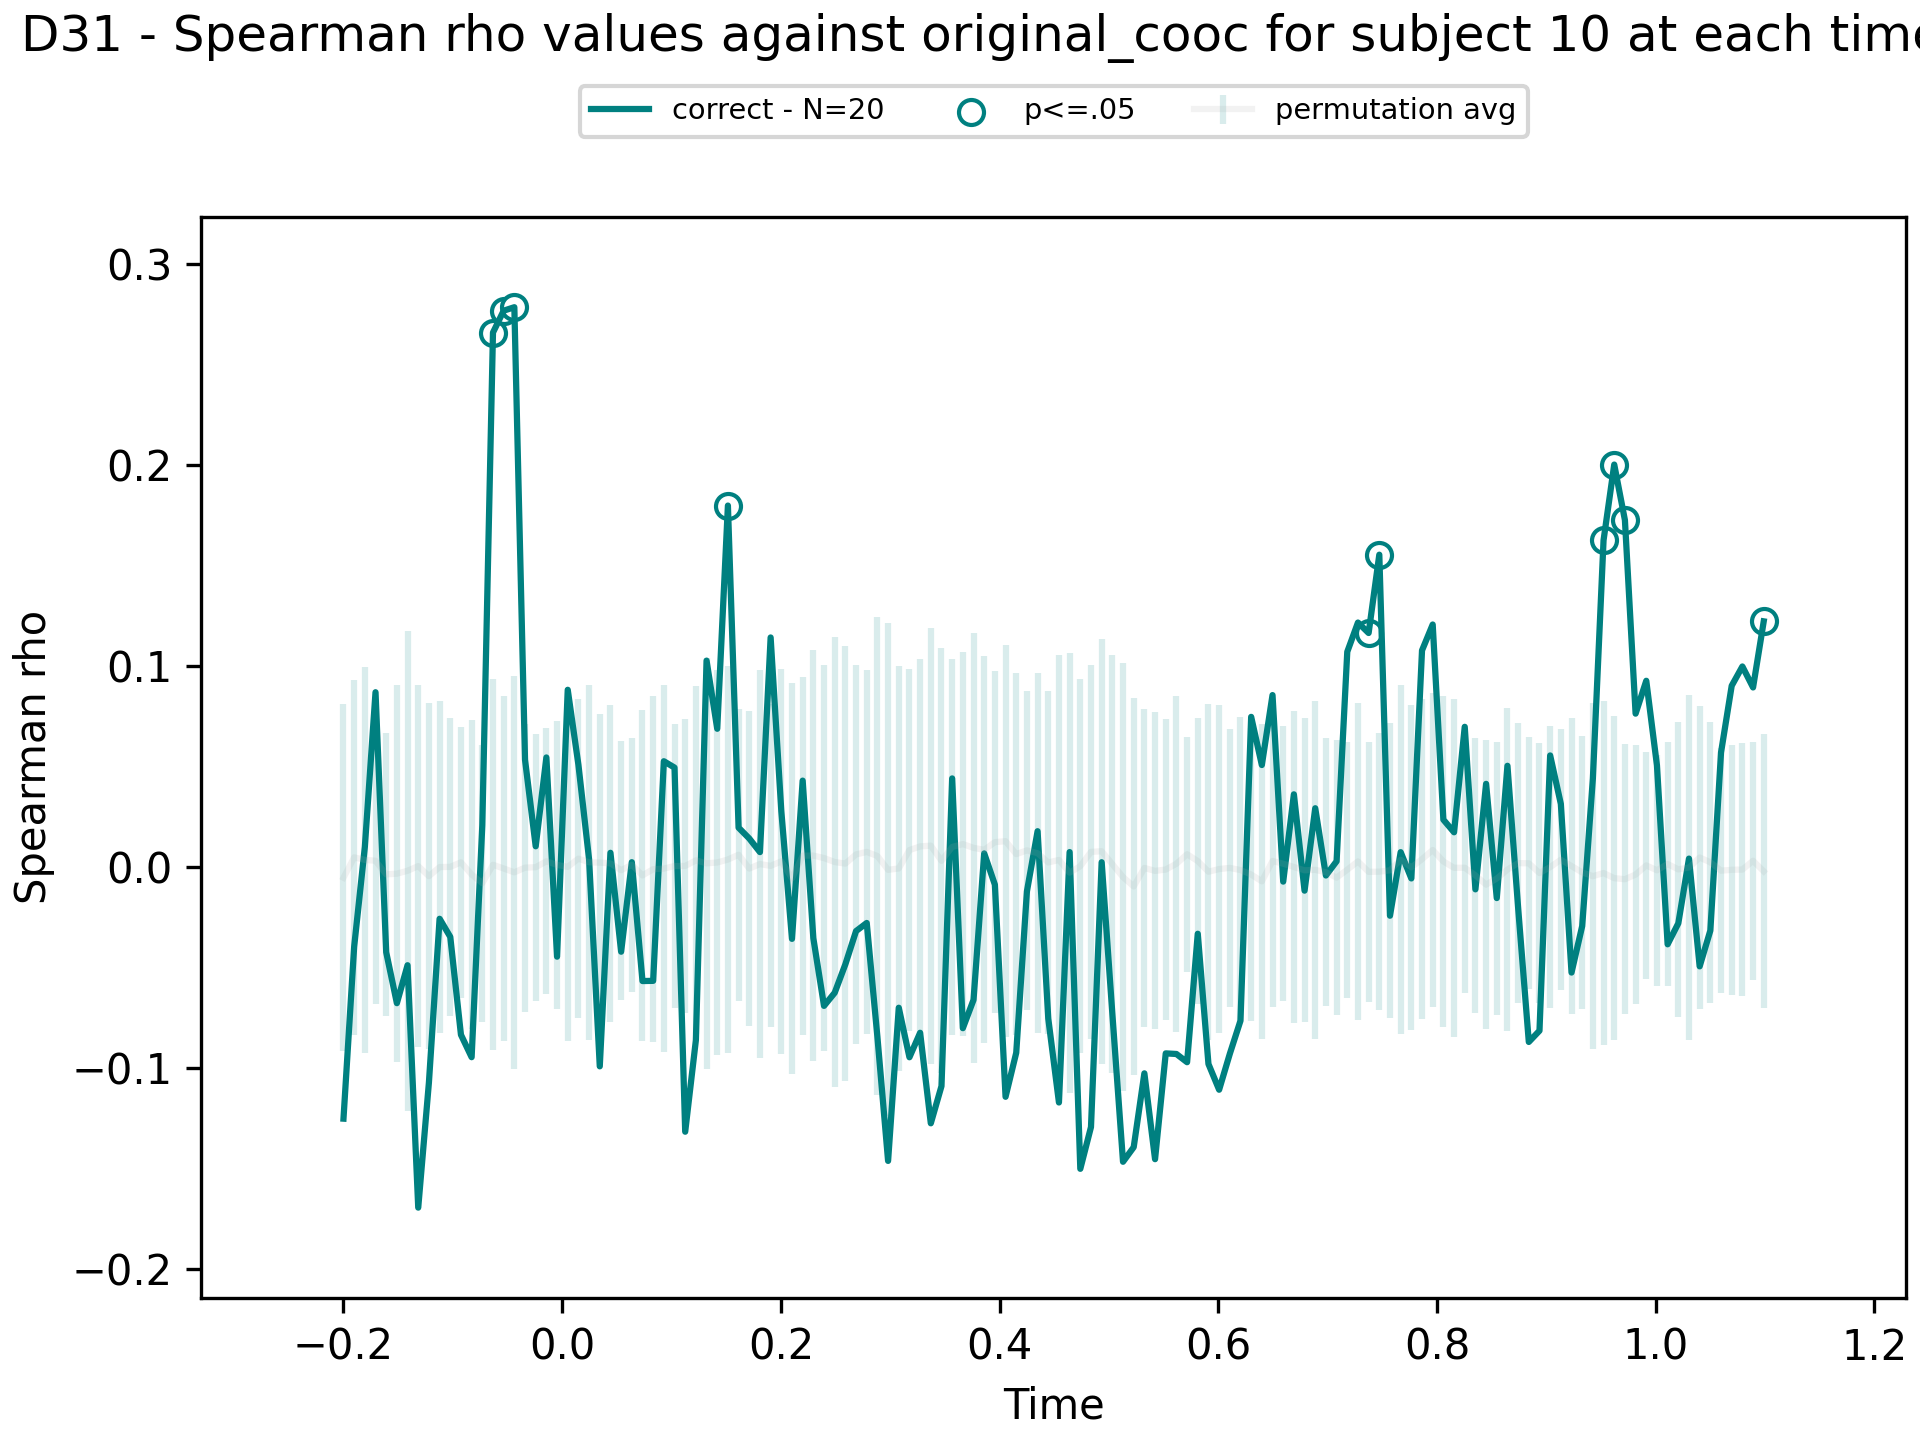 D31 - Spearman rho values against original_cooc for subject 10 at each time
correct - N=20 p<=.05 permutation avg
0.3
0.2
0.1
0.0
−0.1
−0.2
Spearman rho
−0.2 0.0 0.2 0.4 0.6 0.8 1.0 1.2
Time